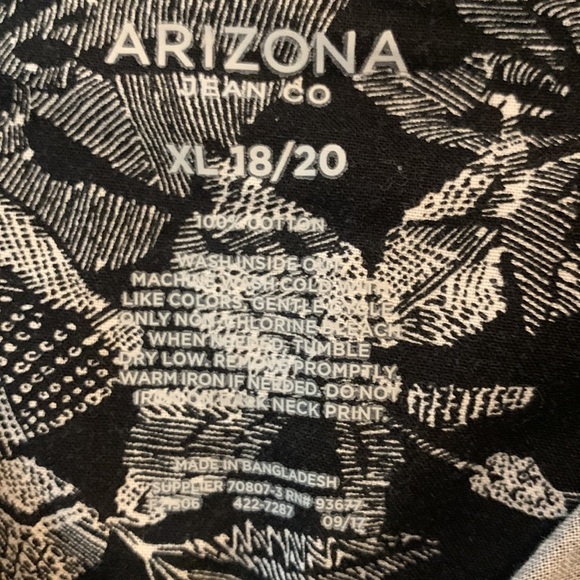 ARIZONA
JEAN CO
XL 18/20
100% COTTON
WASH INSIDE OUT.
MACHINE WASH COLD WITH
LIKE COLORS. GENTLE CYCLE
ONLY NON-CHLORINE BLEACH
WHEN NEEDED. TUMBLE
DRY LOW. REMOVE PROMPTLY.
WARM IRON IF NEEDED. DO NOT
IRON ON BACK NECK PRINT.
MADE IN BANGLADESH
SUPPLIER 70807-3 RN# 93677
422-7287 09/17